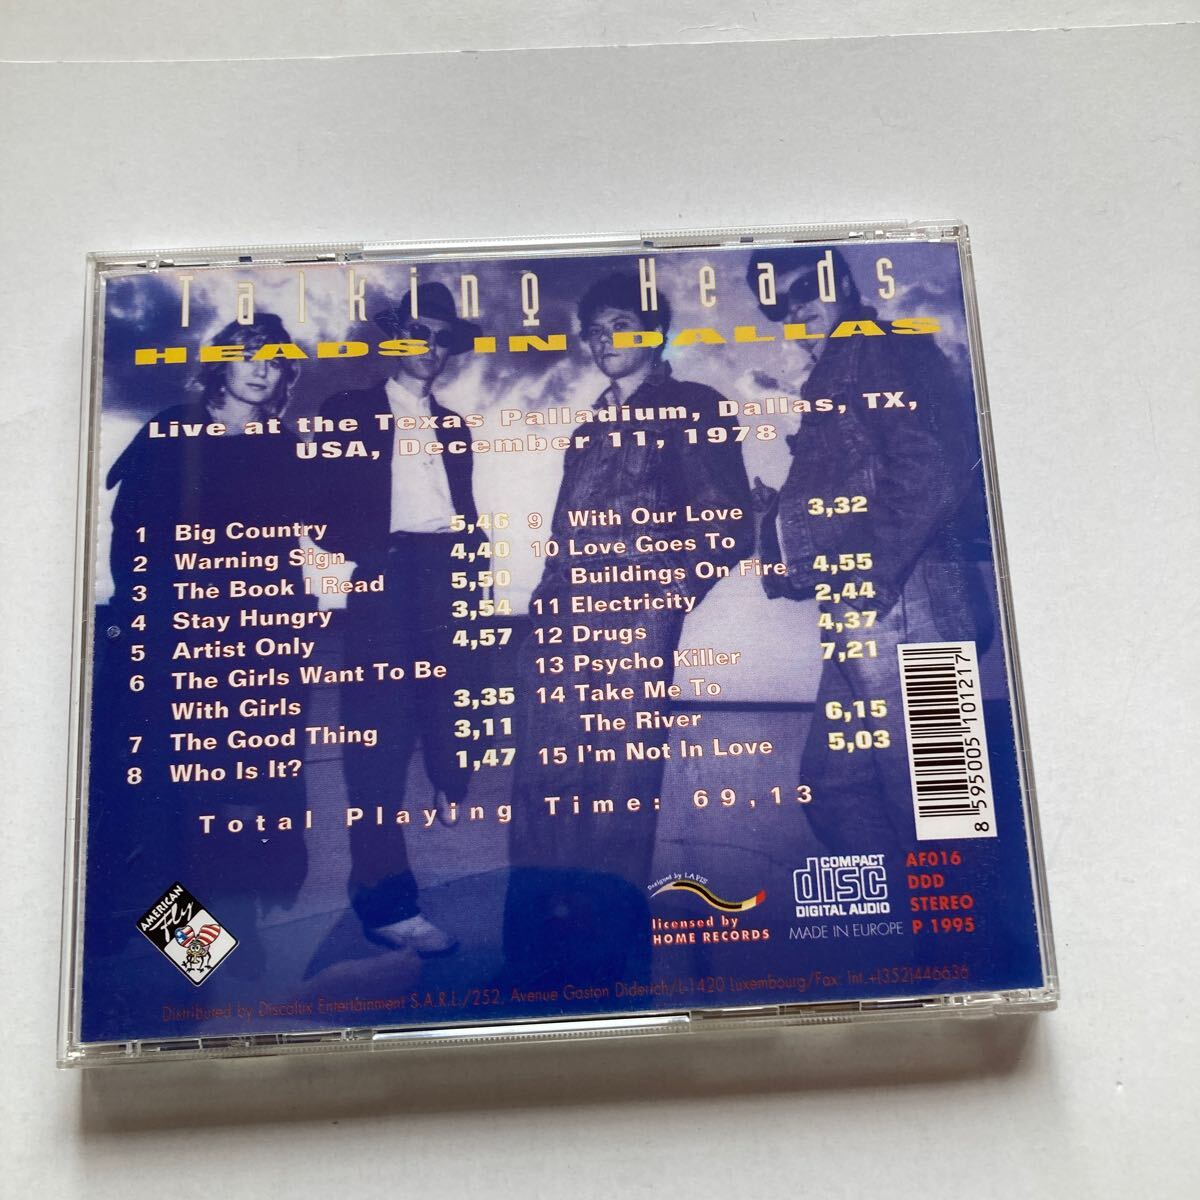 Talking Heads
HEADS IN DALLAS
Live at the Texas Palladium, Dallas, TX,
USA, December 11, 1978
1 Big Country 5,46
2 Warning Sign 4,40
3 The Book I Read 5,50
4 Stay Hungry 3,54
5 Artist Only 4,57
6 The Girls Want To Be
With Girls 3,35
7 The Good Thing 3,11
8 Who Is It? 1,47
9 With Our Love 3,32
10 Love Goes To
Buildings On Fire 4,55
11 Electricity 2,44
12 Drugs 4,37
13 Psycho Killer 7,21
14 Take Me To
The River 6,15
15 I'm Not In Love 5,03
Total Playing Time: 69,13
8 595005 101217
AMERICAN
Fly
Designed by LAPIS
licensed by
HOME RECORDS
COMPACT
disc
DIGITAL AUDIO
MADE IN EUROPE
AF016
DDD
STEREO
P 1995
Distributed by Discolux Entertainment S.A.R.L./252, Avenue Gaston Diderich/L-1420 Luxembourg/Fax: Int.+(352)446636